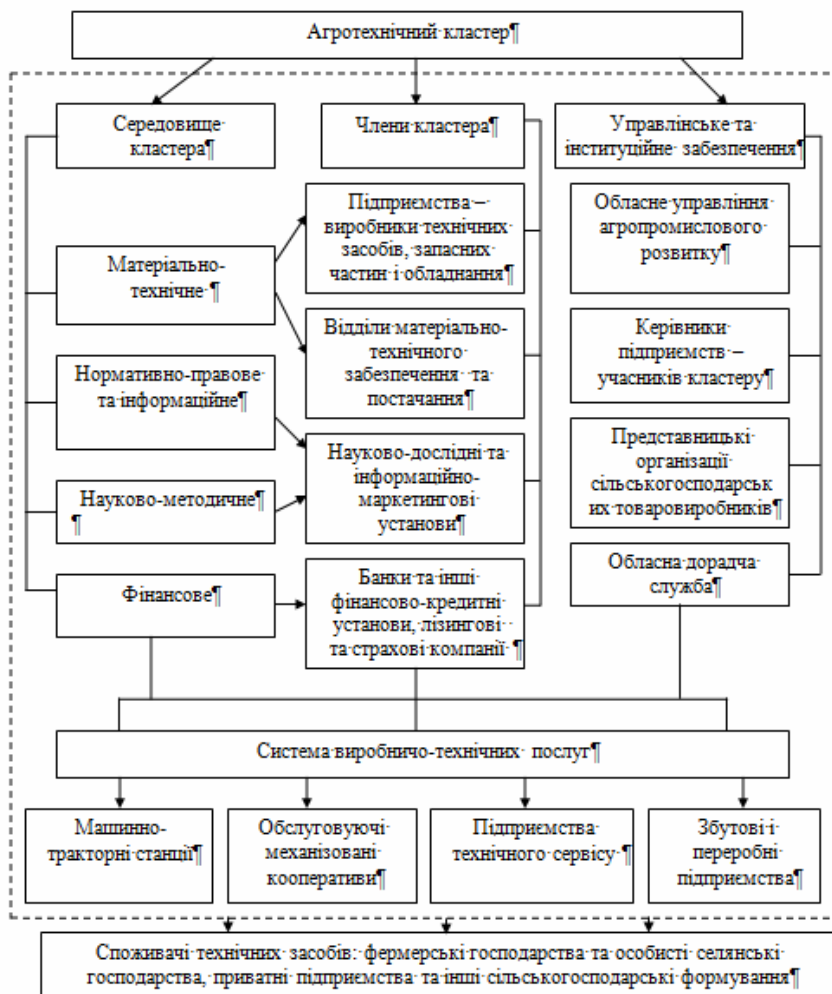 Агротехнічний кластер¶
Середовище
кластера¶
Члени кластера¶
Управлінське та
інституційне забезпечення¶
Матеріально-
технічне ¶
Нормативно-правове
та інформаційне¶
Науково-методичне¶
¶
Фінансове¶
Підприємства –
виробники технічних
засобів, запасних
частин і обладнання¶
Відділи матеріально-
технічного
забезпечення та
постачання¶
Науково-дослідні та
інформаційно-
маркетингові
установи¶
Банки та інші
фінансово-кредитні
установи, лізингові
та страхові компанії ¶
Обласне управління
агропромислового
розвитку¶
Керівники
підприємств –
учасників кластеру¶
Представницькі
організації
сільськогосподарськ
их товаровиробників¶
Обласна дорадча
служба¶
Система виробничо-технічних послуг¶
Машинно-
тракторні станції¶
Обслуговуючі
механізовані
кооперативи¶
Підприємства
технічного сервісу¶
Збутові і
переробні
підприємства¶
Споживачі технічних засобів: фермерські господарства та особисті селянські
господарства, приватні підприємства та інші сільськогосподарські формування¶